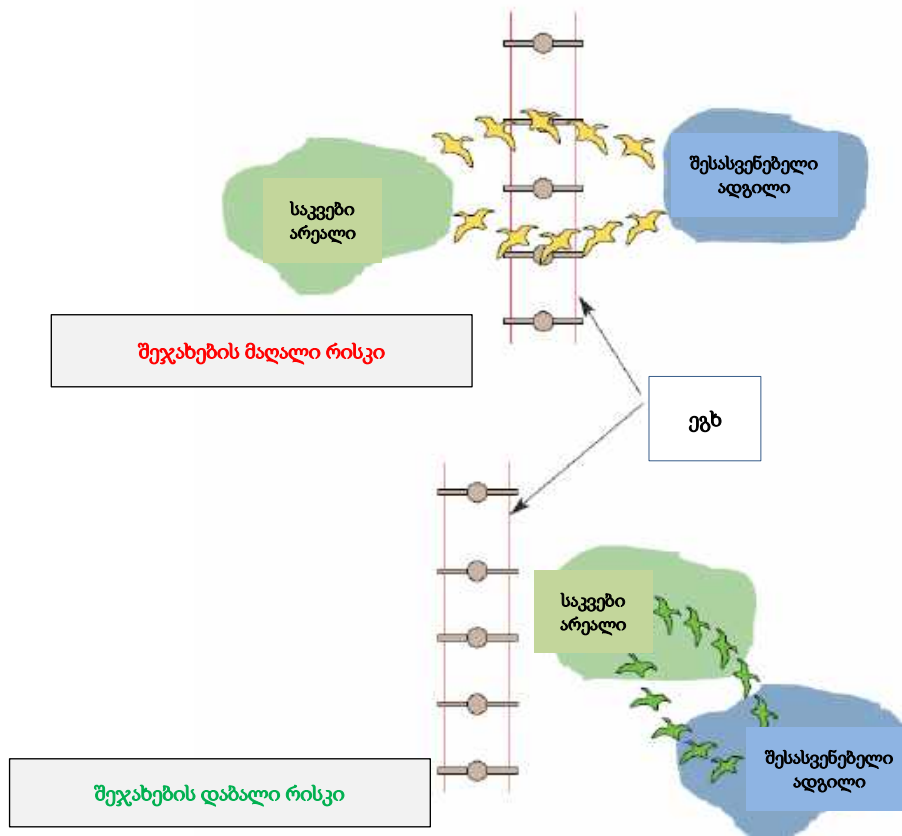 შესასვენებელი
ადგილი
საკვები
არეალი
შეჯახების მაღალი რისკი
ეგხ
საკვები
არეალი
შესასვენებელი
ადგილი
შეჯახების დაბალი რისკი